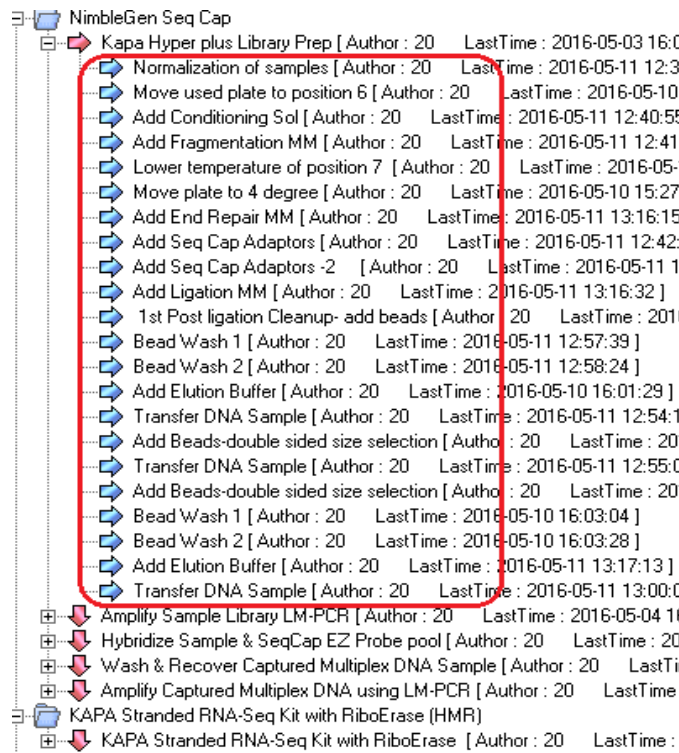 NimbleGen Seq Cap
Kapa Hyper plus Library Prep [ Author : 20 LastTime : 2016-05-03 16:0
Normalization of samples [ Author : 20 LastTime : 2016-05-11 12:3
Move used plate to position 6 [ Author : 20 LastTime : 2016-05-10
Add Conditioning Sol [ Author : 20 LastTime : 2016-05-11 12:40:55
Add Fragmentation MM [ Author : 20 LastTime : 2016-05-11 12:41
Lower temperature of position 7 [ Author : 20 LastTime : 2016-05-
Move plate to 4 degree [ Author : 20 LastTime : 2016-05-10 15:27
Add End Repair MM [ Author : 20 LastTime : 2016-05-11 13:16:15
Add Seq Cap Adaptors [ Author : 20 LastTime : 2016-05-11 12:42:
Add Seq Cap Adaptors -2 [ Author : 20 LastTime : 2016-05-11 1
Add Ligation MM [ Author : 20 LastTime : 2016-05-11 13:16:32 ]
1st Post ligation Cleanup- add beads [ Author : 20 LastTime : 201
Bead Wash 1 [ Author : 20 LastTime : 2016-05-11 12:57:39 ]
Bead Wash 2 [ Author : 20 LastTime : 2016-05-11 12:58:24 ]
Add Elution Buffer [ Author : 20 LastTime : 2016-05-10 16:01:29 ]
Transfer DNA Sample [ Author : 20 LastTime : 2016-05-11 12:54:1
Add Beads-double sided size selection [ Author : 20 LastTime : 20
Transfer DNA Sample [ Author : 20 LastTime : 2016-05-11 12:55:0
Add Beads-double sided size selection [ Author : 20 LastTime : 20
Bead Wash 1 [ Author : 20 LastTime : 2016-05-10 16:03:04 ]
Bead Wash 2 [ Author : 20 LastTime : 2016-05-10 16:03:28 ]
Add Elution Buffer [ Author : 20 LastTime : 2016-05-11 13:17:13 ]
Transfer DNA Sample [ Author : 20 LastTime : 2016-05-11 13:00:0
Amplify Sample Library LM-PCR [ Author : 20 LastTime : 2016-05-04 16
Hybridize Sample & SeqCap EZ Probe pool [ Author : 20 LastTime : 20
Wash & Recover Captured Multiplex DNA Sample [ Author : 20 LastTi
Amplify Captured Multiplex DNA using LM-PCR [ Author : 20 LastTime
KAPA Stranded RNA-Seq Kit with RiboErase (HMR)
KAPA Stranded RNA-Seq Kit with RiboErase [ Author : 20 LastTime :